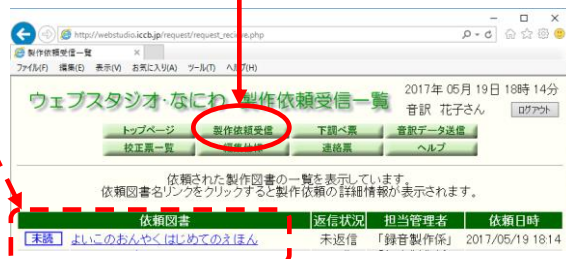 http://webstudio.iccb.jp/request/request_recieve.php
製作依頼受信一覧
ファイル(F) 編集(E) 表示(V) お気に入り(A) ツール(T) ヘルプ(H)
ウェブスタジオ・なにわ 製作依頼受信一覧
2017年 05月 19日 18時 14分
音訳 花子さん ログアウト
トップページ 製作依頼受信 下調べ票 音訳データ送信
校正票一覧 連絡票 ヘルプ
依頼された製作図書の一覧を表示しています。
依頼図書名リンクをクリックすると製作依頼の詳細情報が表示されます。
依頼図書 返信状況 担当管理者 依頼日時
未読 よいこのおんやくはじめてのえほん 未返信 「録音製作係」 2017/05/19 18:14